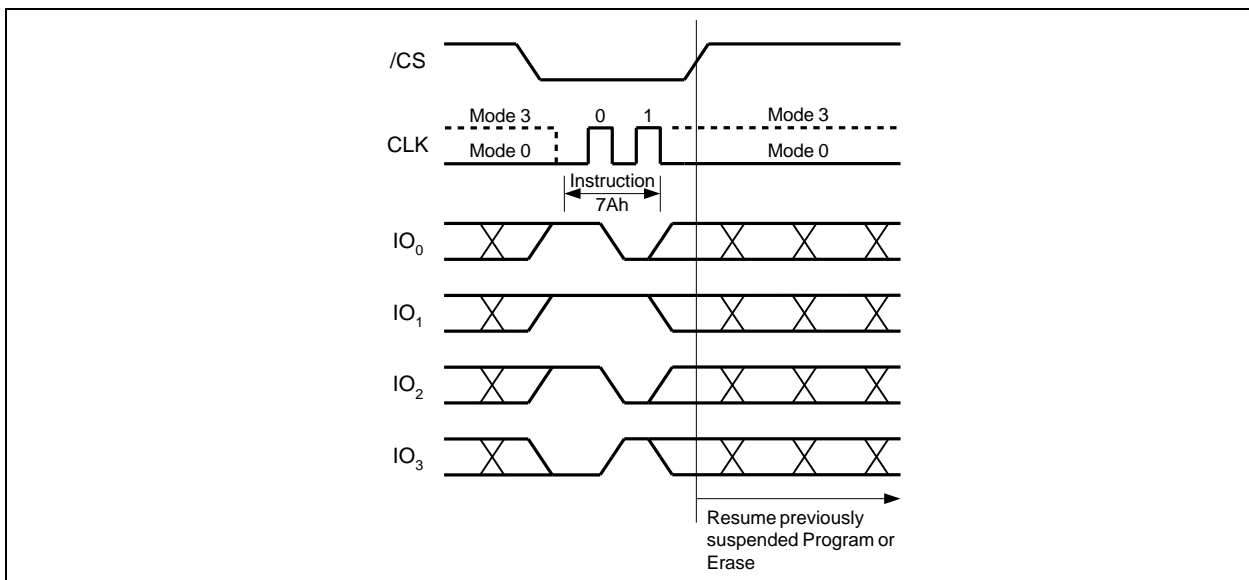 /CS
Mode 3 0 1 Mode 3
CLK Mode 0 Mode 0
Instruction
7Ah
IO0
IO1
IO2
IO3
Resume previously
suspended Program or
Erase